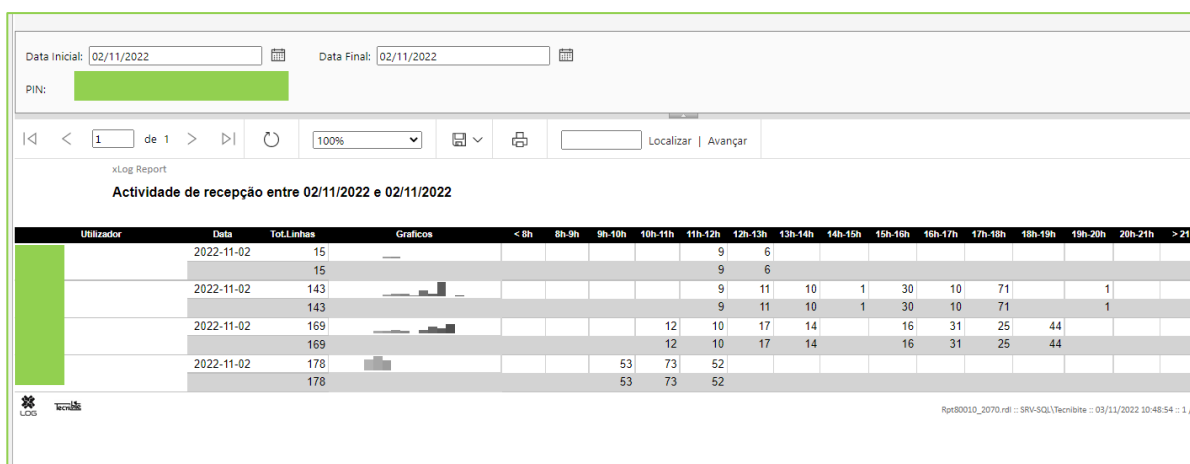 Data Inicial: 02/11/2022 Data Final: 02/11/2022
PIN:
1 de 1 100% Localizar | Avançar
xLog Report
Actividade de recepção entre 02/11/2022 e 02/11/2022
Utilizador Data Tot.Linhas Graficos < 8h 8h-9h 9h-10h 10h-11h 11h-12h 12h-13h 13h-14h 14h-15h 15h-16h 16h-17h 17h-18h 18h-19h 19h-20h 20h-21h > 21
2022-11-02 15 9 6
15 9 6
2022-11-02 143 9 11 10 1 30 10 71 1
143 9 11 10 1 30 10 71 1
2022-11-02 169 12 10 17 14 16 31 25 44
169 12 10 17 14 16 31 25 44
2022-11-02 178 53 73 52
178 53 73 52
LOG Tecnibite Rpt80010_2070.rdl :: SRV-SQL\Tecnibite :: 03/11/2022 10:48:54 :: 1 /